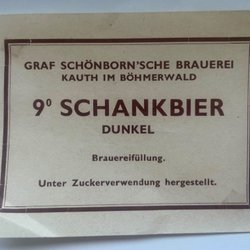 GRAF SCHÖNBORN'SCHE BRAUEREI
KAUTH IM BÖHMERWALD
9⁰ SCHANKBIER
DUNKEL
Brauereifüllung.
Unter Zuckerverwendung hergestellt.